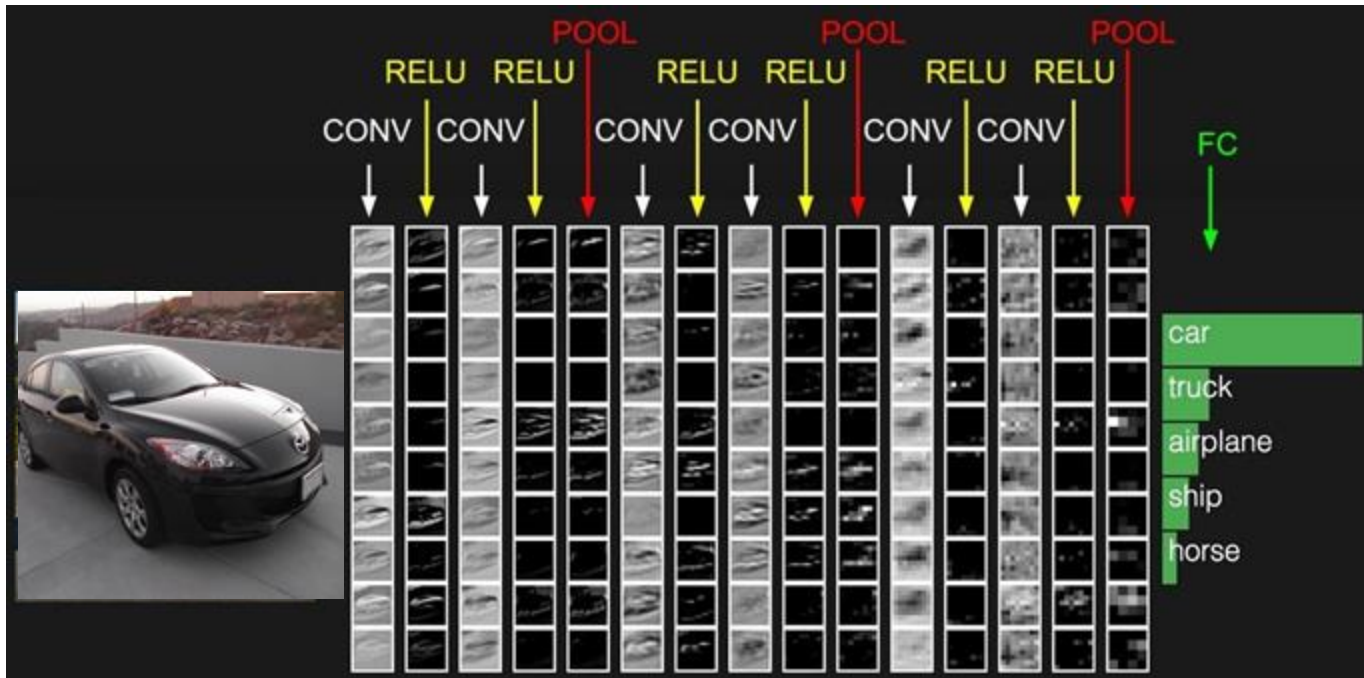 POOL POOL POOL
RELU RELU RELU RELU RELU RELU
CONV CONV CONV CONV CONV CONV
FC
car
truck
airplane
ship
horse